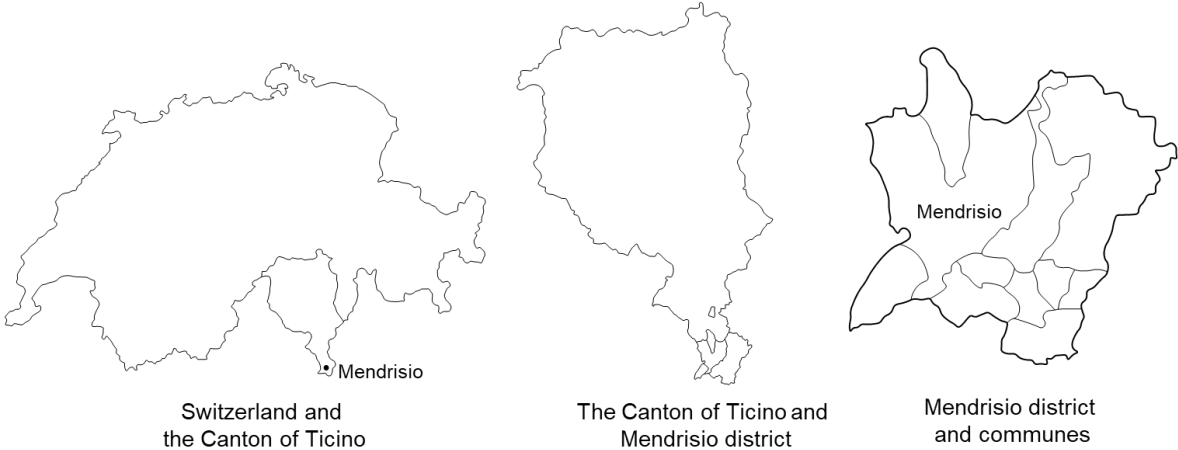 Mendrisio
Mendrisio
Switzerland and
the Canton of Ticino
The Canton of Ticino and
Mendrisio district
Mendrisio district
and communes